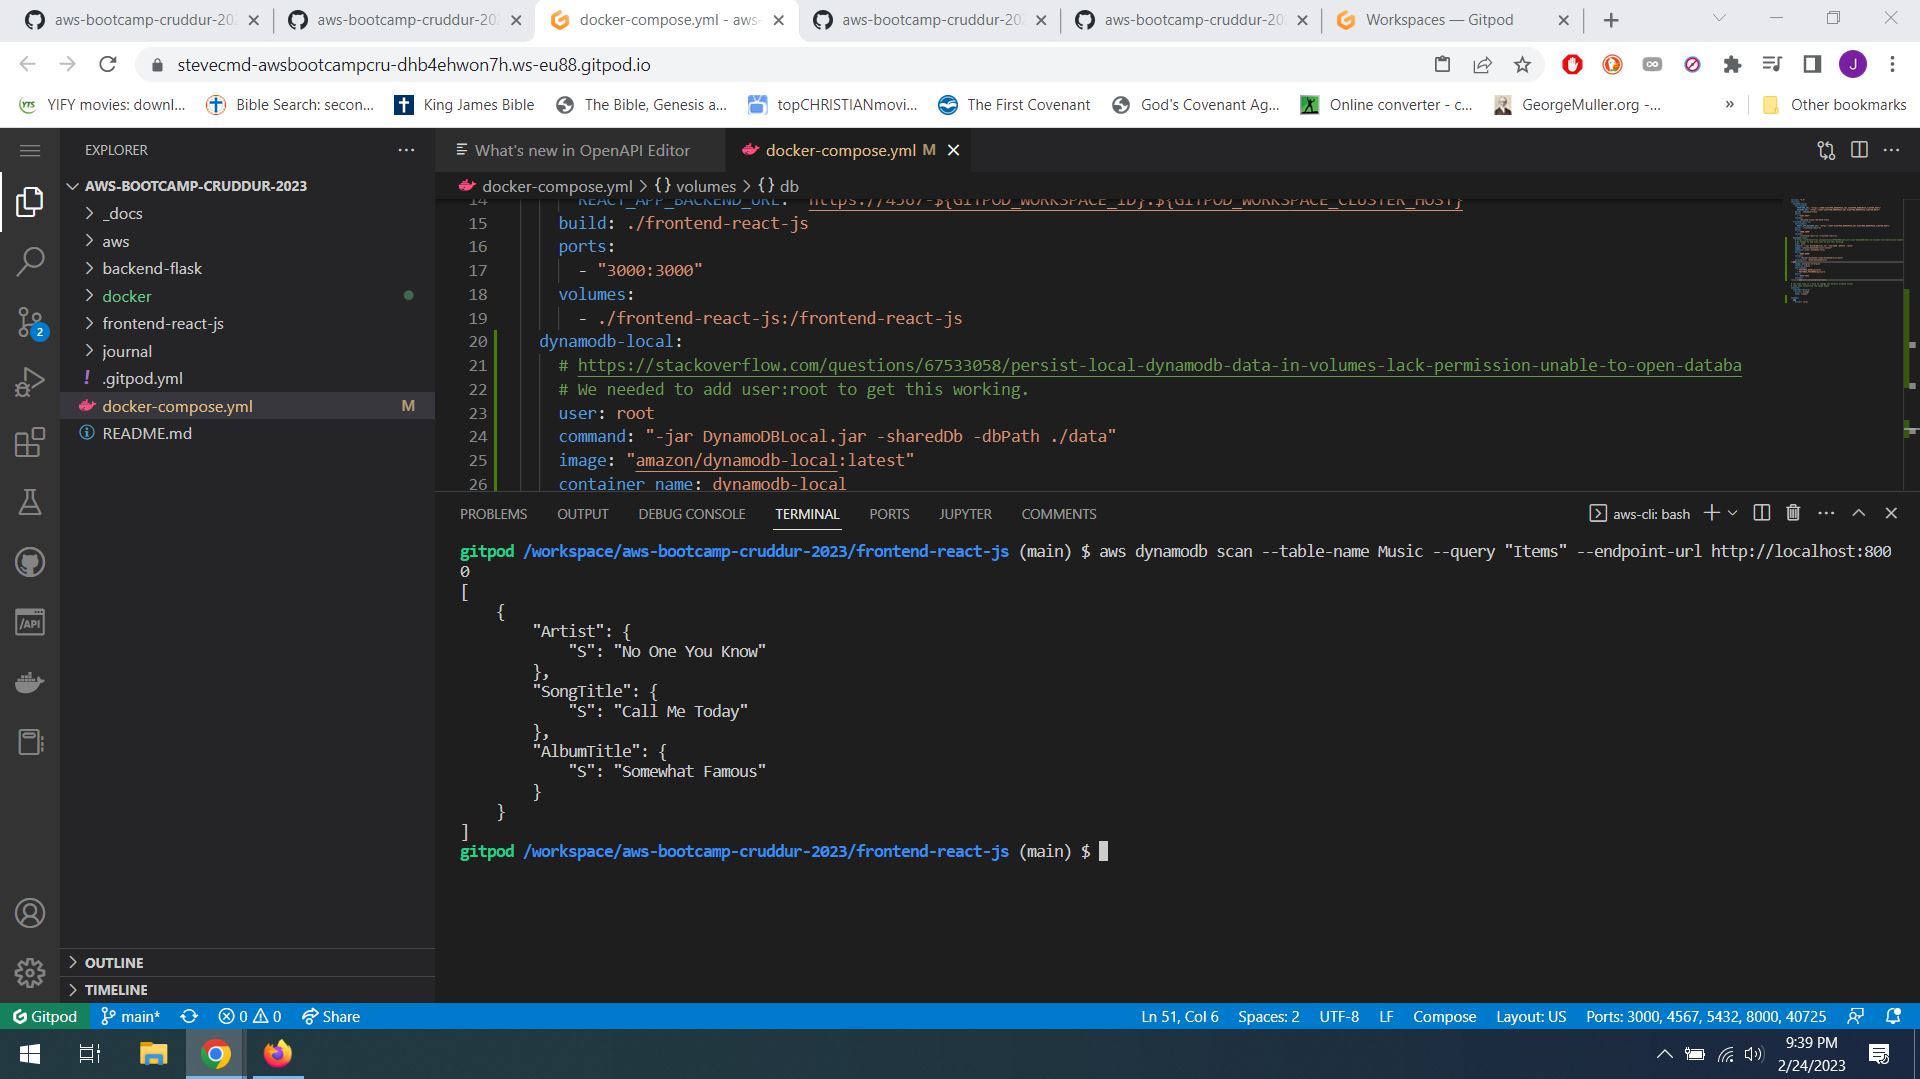 aws-bootcamp-cruddur-202
aws-bootcamp-cruddur-202
docker-compose.yml - aws-
aws-bootcamp-cruddur-202
aws-bootcamp-cruddur-20
Workspaces — Gitpod
stevecmd-awsbootcampcru-dhb4ehwon7h.ws-eu88.gitpod.io
J
YTS
YIFY movies: downl...
Bible Search: secon...
King James Bible
The Bible, Genesis a...
topCHRISTIANmovi...
The First Covenant
God's Covenant Ag...
Online converter - c...
GeorgeMuller.org -...
»
Other bookmarks
EXPLORER
What's new in OpenAPI Editor
docker-compose.yml M
AWS-BOOTCAMP-CRUDDUR-2023
_docs
aws
backend-flask
docker
frontend-react-js
journal
! .gitpod.yml
docker-compose.yml M
README.md
OUTLINE
TIMELINE
2
/API
docker-compose.yml > {} volumes > {} db
14 REACT_APP_BACKEND_URL: "https://4567-${GITPOD_WORKSPACE_ID}.${GITPOD_WORKSPACE_CLUSTER_HOST}
15 build: ./frontend-react-js
16 ports:
17 - "3000:3000"
18 volumes:
19 - ./frontend-react-js:/frontend-react-js
20 dynamodb-local:
21 # https://stackoverflow.com/questions/67533058/persist-local-dynamodb-data-in-volumes-lack-permission-unable-to-open-databa
22 # We needed to add user:root to get this working.
23 user: root
24 command: "-jar DynamoDBLocal.jar -sharedDb -dbPath ./data"
25 image: "amazon/dynamodb-local:latest"
26 container_name: dynamodb-local
PROBLEMS OUTPUT DEBUG CONSOLE TERMINAL PORTS JUPYTER COMMENTS
aws-cli: bash
gitpod /workspace/aws-bootcamp-cruddur-2023/frontend-react-js (main) $ aws dynamodb scan --table-name Music --query "Items" --endpoint-url http://localhost:800
0
[
{
"Artist": {
"S": "No One You Know"
},
"SongTitle": {
"S": "Call Me Today"
},
"AlbumTitle": {
"S": "Somewhat Famous"
}
}
]
gitpod /workspace/aws-bootcamp-cruddur-2023/frontend-react-js (main) $
Gitpod
main*
0 0
Share
Ln 51, Col 6
Spaces: 2
UTF-8
LF
Compose
Layout: US
Ports: 3000, 4567, 5432, 8000, 40725
9:39 PM
2/24/2023